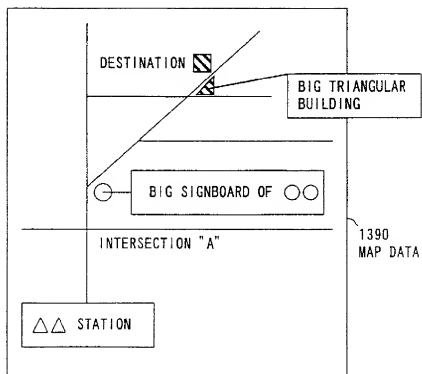 DESTINATION
BIG TRIANGULAR
BUILDING
BIG SIGNBOARD OF ○○
INTERSECTION "A"
1390
MAP DATA
△△ STATION